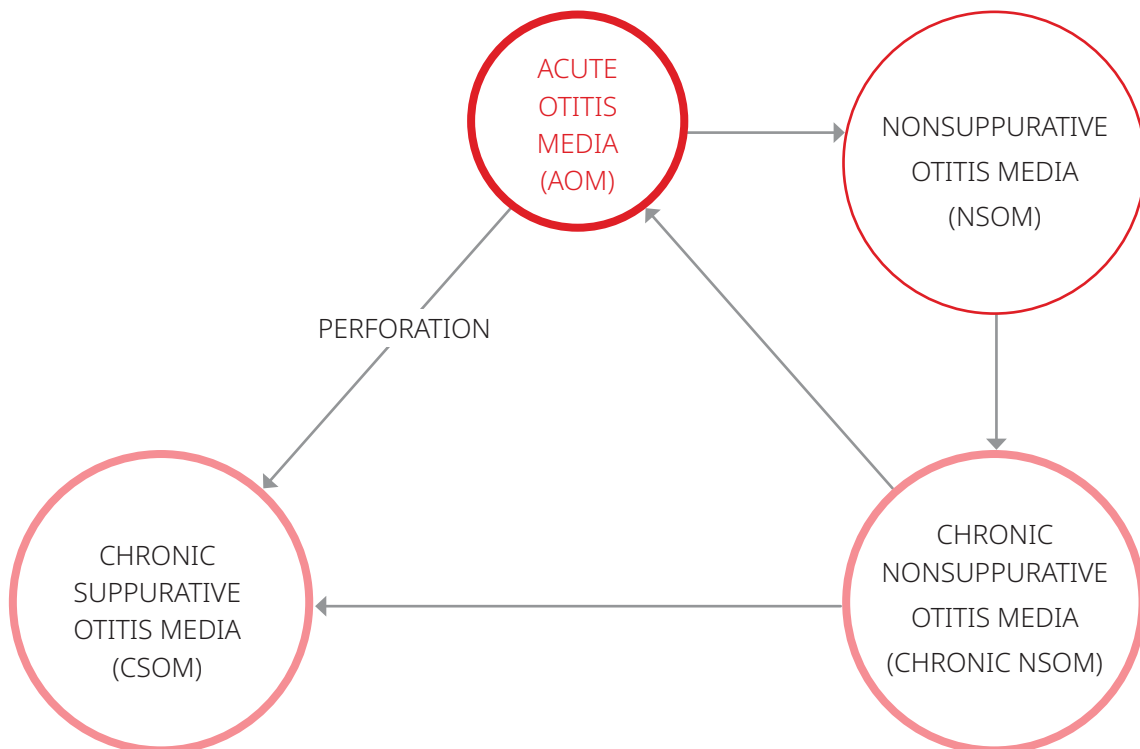 ACUTE
OTITIS
MEDIA
(AOM)
NONSUPPURATIVE
OTITIS MEDIA
(NSOM)
PERFORATION
CHRONIC
SUPPURATIVE
OTITIS MEDIA
(CSOM)
CHRONIC
NONSUPPURATIVE
OTITIS MEDIA
(CHRONIC NSOM)